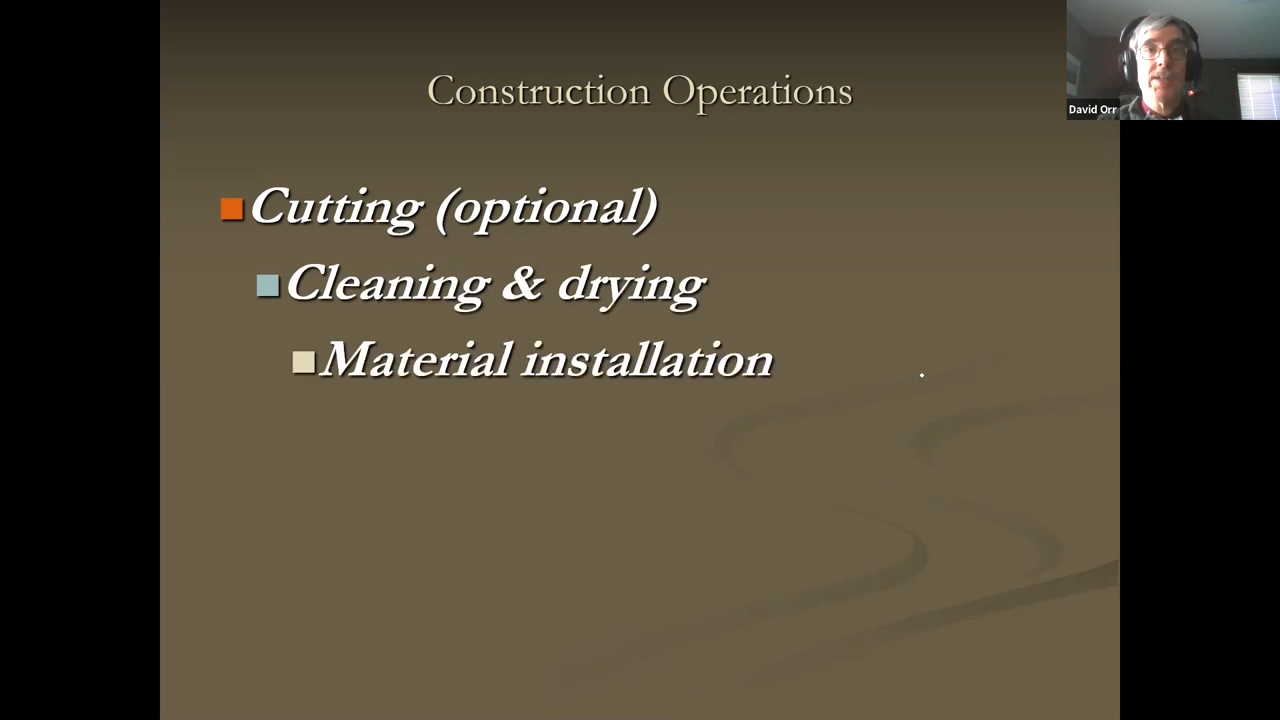 Construction Operations
David Orr
Cutting (optional)
Cleaning & drying
Material installation